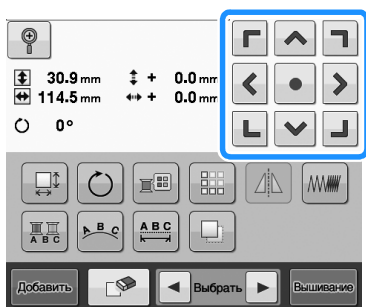 30.9 mm + 0.0 mm
114.5 mm + 0.0 mm
0°
A B C A B C A B C
Добавить Выбрать Вышивание